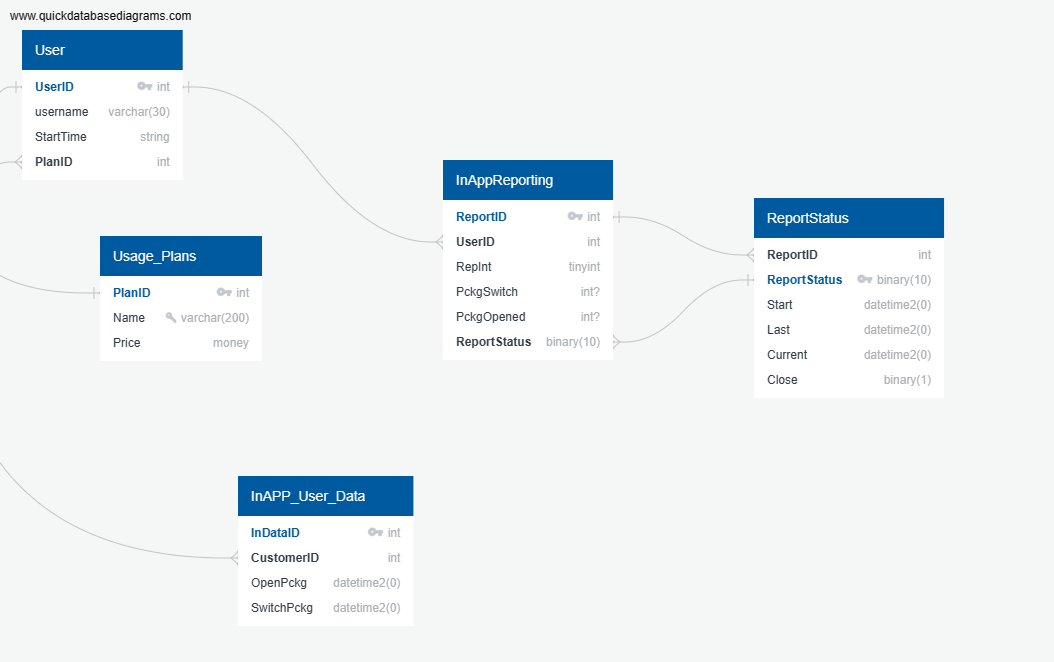 www.quickdatabasediagrams.com
User
UserID int
username varchar(30)
StartTime string
PlanID int
Usage_Plans
PlanID int
Name varchar(200)
Price money
InAppReporting
ReportID int
UserID int
RepInt tinyint
PckgSwitch int?
PckgOpened int?
ReportStatus binary(10)
ReportStatus
ReportID int
ReportStatus binary(10)
Start datetime2(0)
Last datetime2(0)
Current datetime2(0)
Close binary(1)
InAPP_User_Data
InDataID int
CustomerID int
OpenPckg datetime2(0)
SwitchPckg datetime2(0)